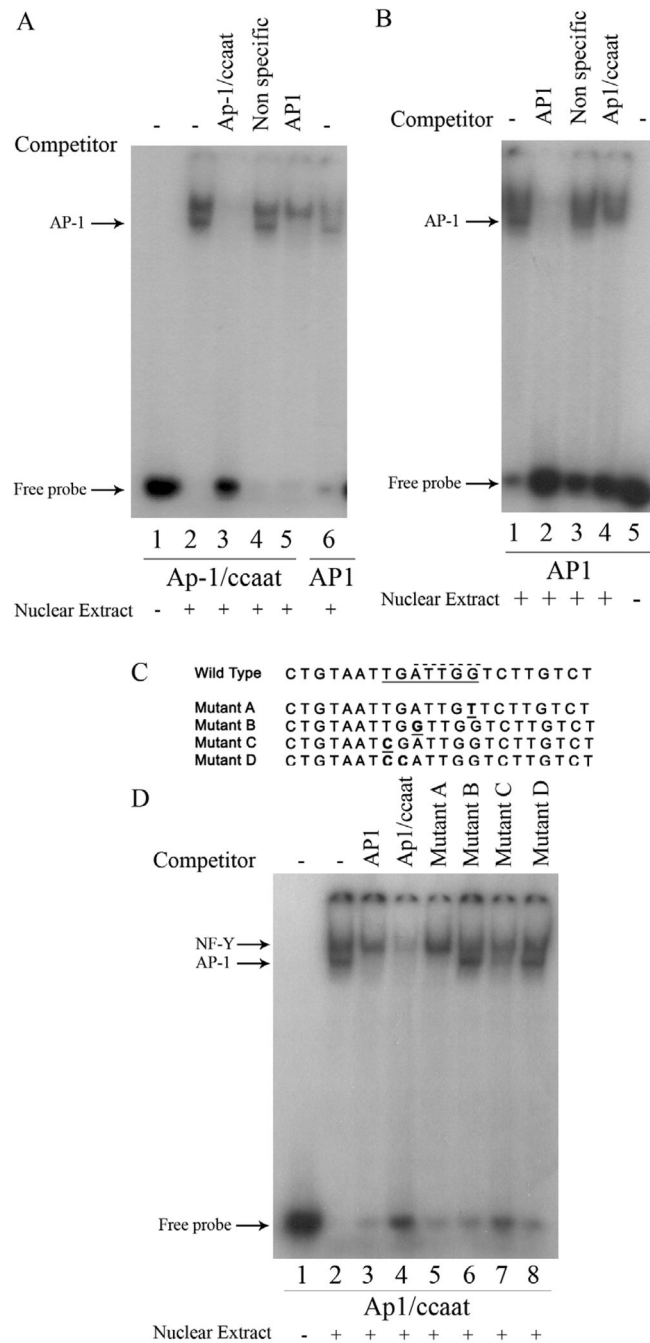 A
Competitor
- - Ap-1/ccaat Non specific AP1 -
AP-1
Free probe
1 2 3 4 5 6
Ap-1/ccaat AP1
Nuclear Extract - + + + + +
B
Competitor
- AP1 Non specific Ap1/ccaat -
AP-1
Free probe
1 2 3 4 5
AP1
Nuclear Extract + + + + -
C
Wild Type CTGTAATTGATTGGTCTTGTCT
Mutant A CTGTAATTGATTGTTCTTGTCT
Mutant B CTGTAATTGGTTGGTCTTGTCT
Mutant C CTGTAATCGATTGGTCTTGTCT
Mutant D CTGTAATCCATTGGTCTTGTCT
D
Competitor
- - AP1 Ap1/ccaat Mutant A Mutant B Mutant C Mutant D
NF-Y
AP-1
Free probe
1 2 3 4 5 6 7 8
Ap1/ccaat
Nuclear Extract - + + + + + + +